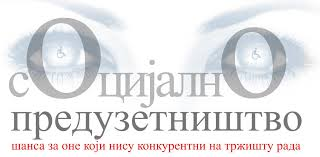 сОцијалнО
предузетништво
шанса за оне који нису конкурентни на тржишту рада